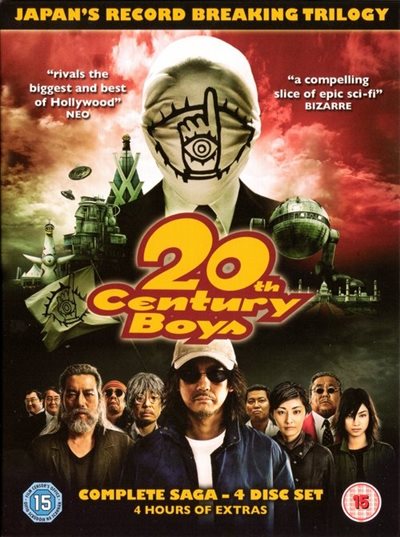 JAPAN'S RECORD BREAKING TRILOGY
"rivals the
biggest and best
of Hollywood"
NEO
"a compelling
slice of epic sci-fi"
BIZARRE
20th
Century
Boys
COMPLETE SAGA – 4 DISC SET
4 HOURS OF EXTRAS
15
15